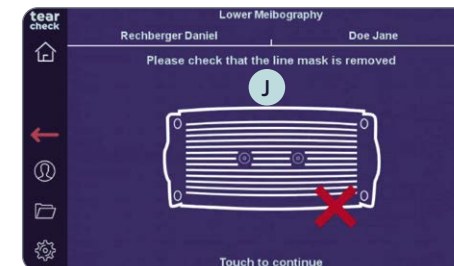 tear
check
Lower Meibography
Rechberger Daniel Doe Jane
Please check that the line mask is removed
J
Touch to continue